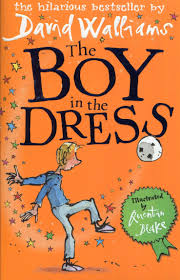 the hilarious bestseller by
David Walliams
The
BOY
in the
DRESS
Illustrated
by
Quentin
Blake